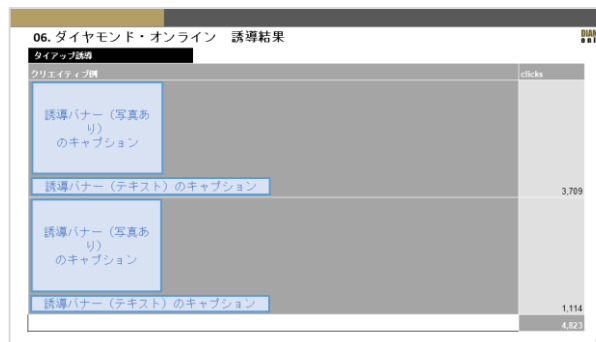 06. ダイヤモンド・オンライン　誘導結果
DIAM
onl
タイアップ誘導
クリエイティブ例
clicks
誘導バナー（写真あ
り）
のキャプション
誘導バナー（テキスト）のキャプション
3,709
誘導バナー（写真あ
り）
のキャプション
誘導バナー（テキスト）のキャプション
1,114
4,823